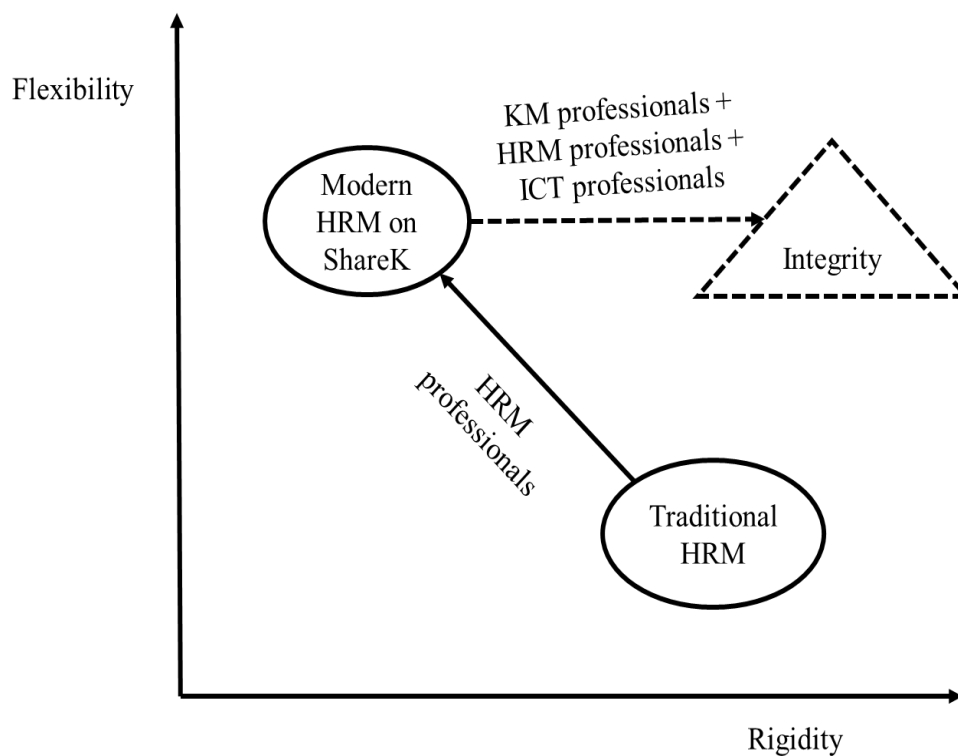 Flexibility
KM professionals +
HRM professionals +
ICT professionals
Modern
HRM on
ShareK
Integrity
HRM
professionals
Traditional
HRM
Rigidity